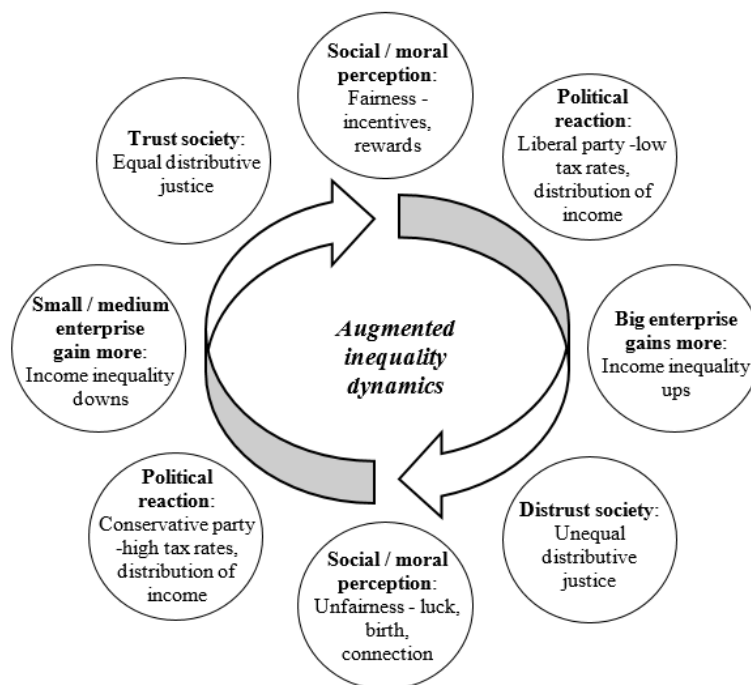 Social / moral
perception:
Fairness -
incentives,
rewards
Political
reaction:
Liberal party -low
tax rates,
distribution of
income
Big enterprise
gains more:
Income inequality
ups
Distrust society:
Unequal
distributive
justice
Social / moral
perception:
Unfairness - luck,
birth,
connection
Political
reaction:
Conservative party
-high tax rates,
distribution of
income
Small / medium
enterprise
gain more:
Income inequality
downs
Trust society:
Equal distributive
justice
Augmented
inequality
dynamics